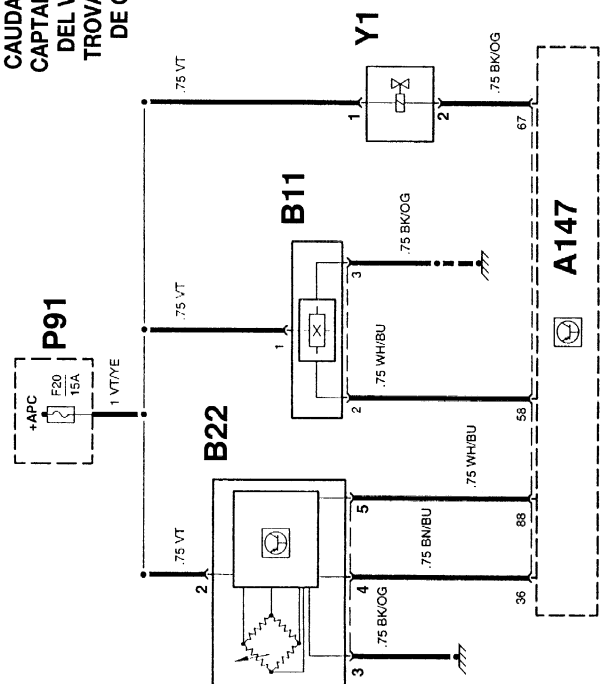 CAUDA
CAPTA
DEL V
TROV
DE
P91
+APC
F20
15A
1 VT/YE
.75 VT
.75 VT
.75 VT
Y1
1
2
.75 BK/OG
67
B11
1
3
.75 BK/OG
2
.75 WH/BU
58
B22
2
5
.75 WH/BU
88
4
.75 BN/BU
36
3
.75 BK/OG
A147